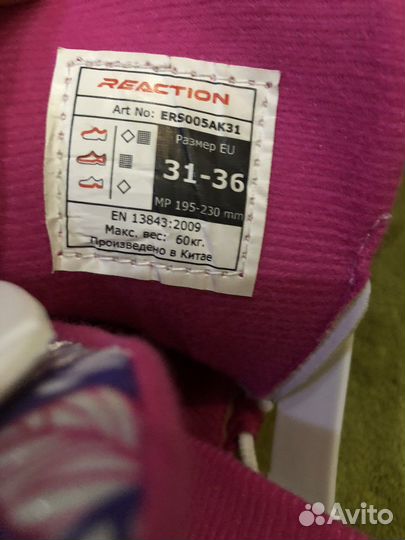 REACTION
Art No: ERS005AK31
Размер EU
31-36
MP 195-230 mm
EN 13843:2009
Макс. вес: 60кг.
Произведено в Китае
Avito